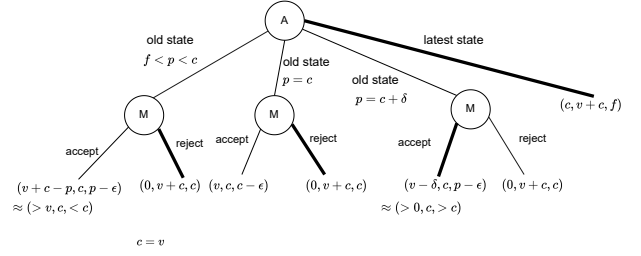 A
old state
f < p < c
old state
p = c
old state
p = c + δ
latest state
(c, v + c, f)
M
M
M
accept
reject
accept
reject
accept
reject
(v + c − p, c, p − ϵ)
(0, v + c, c)
(v, c, c − ϵ)
(0, v + c, c)
(v − δ, c, p − ϵ)
(0, v + c, c)
≈ (> v, c, < c)
≈ (> 0, c, > c)
c = v